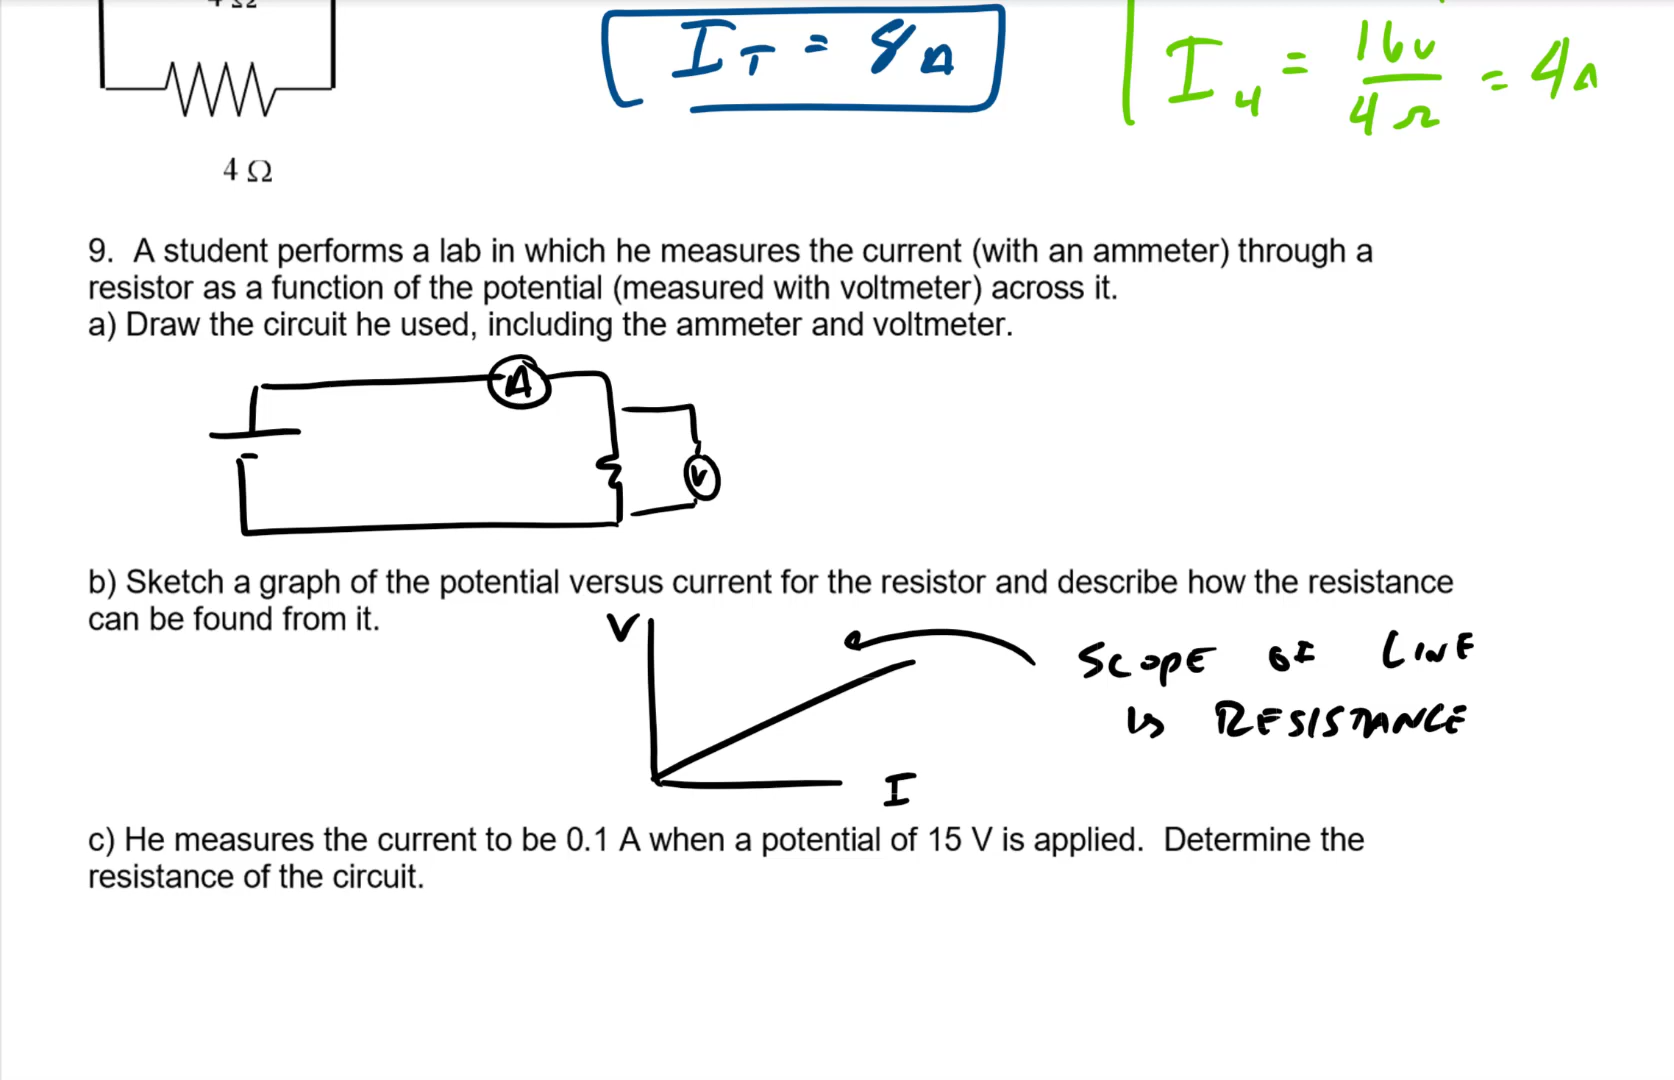 4 Ω
I_T = 8A
I_4 = 16V / 4Ω = 4A
4 Ω
9. A student performs a lab in which he measures the current (with an ammeter) through a
resistor as a function of the potential (measured with voltmeter) across it.
a) Draw the circuit he used, including the ammeter and voltmeter.
A
V
b) Sketch a graph of the potential versus current for the resistor and describe how the resistance
can be found from it.
V
SCOPE OF LINE
IS RESISTANCE
I
c) He measures the current to be 0.1 A when a potential of 15 V is applied. Determine the
resistance of the circuit.